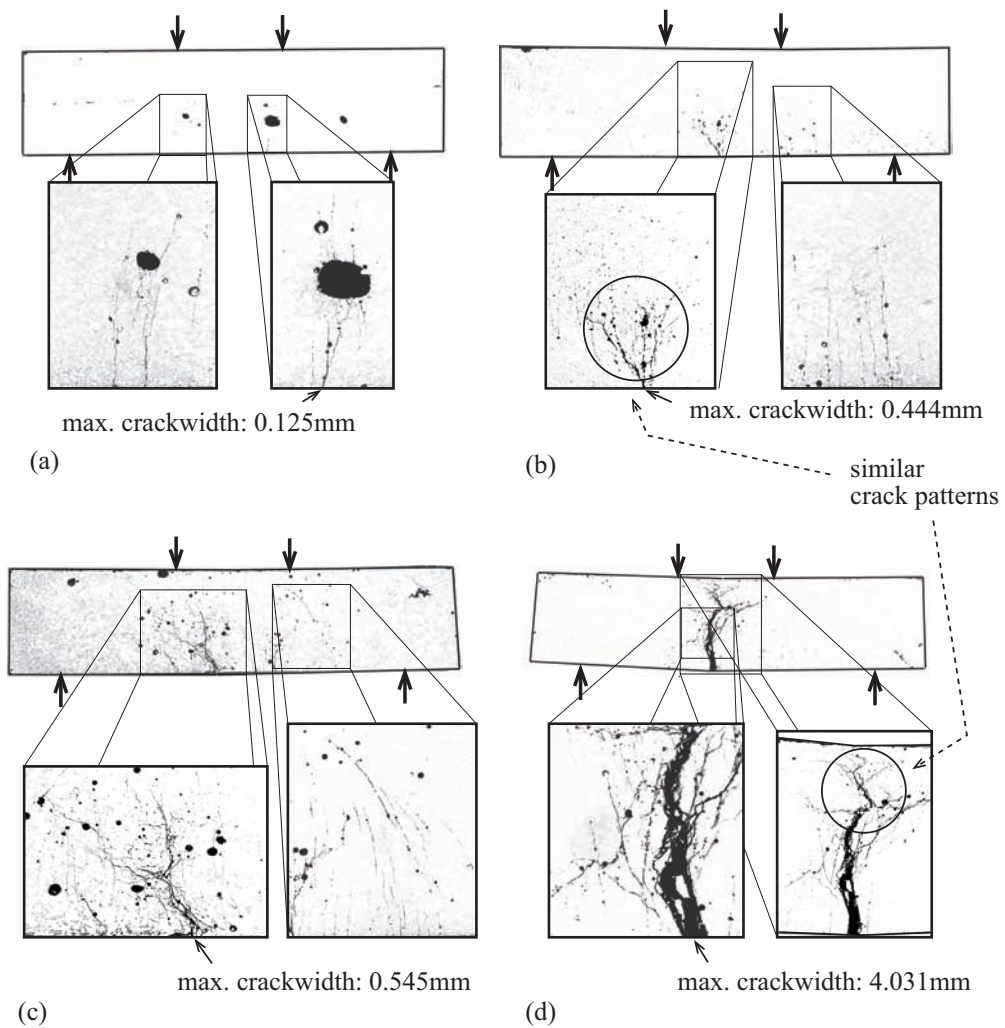 max. crackwidth: 0.125mm
(a)
max. crackwidth: 0.444mm
(b)
similar
crack patterns
max. crackwidth: 0.545mm
(c)
max. crackwidth: 4.031mm
(d)